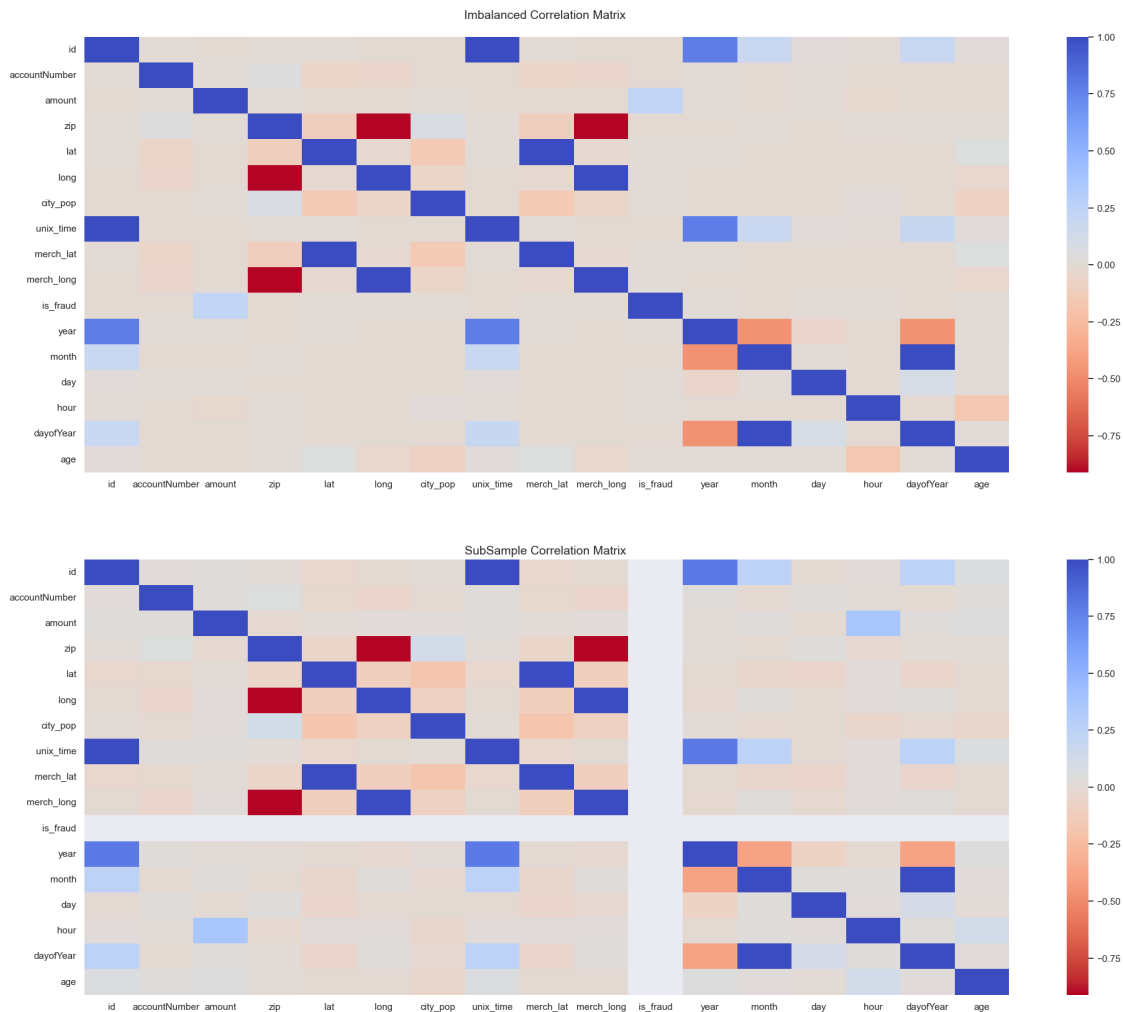 Imbalanced Correlation Matrix
id
accountNumber
amount
zip
lat
long
city_pop
unix_time
merch_lat
merch_long
is_fraud
year
month
day
hour
dayofYear
age
id accountNumber amount zip lat long city_pop unix_time merch_lat merch_long is_fraud year month day hour dayofYear age
1.00
0.75
0.50
0.25
0.00
−0.25
−0.50
−0.75
SubSample Correlation Matrix
id
accountNumber
amount
zip
lat
long
city_pop
unix_time
merch_lat
merch_long
is_fraud
year
month
day
hour
dayofYear
age
id accountNumber amount zip lat long city_pop unix_time merch_lat merch_long is_fraud year month day hour dayofYear age
1.00
0.75
0.50
0.25
0.00
−0.25
−0.50
−0.75